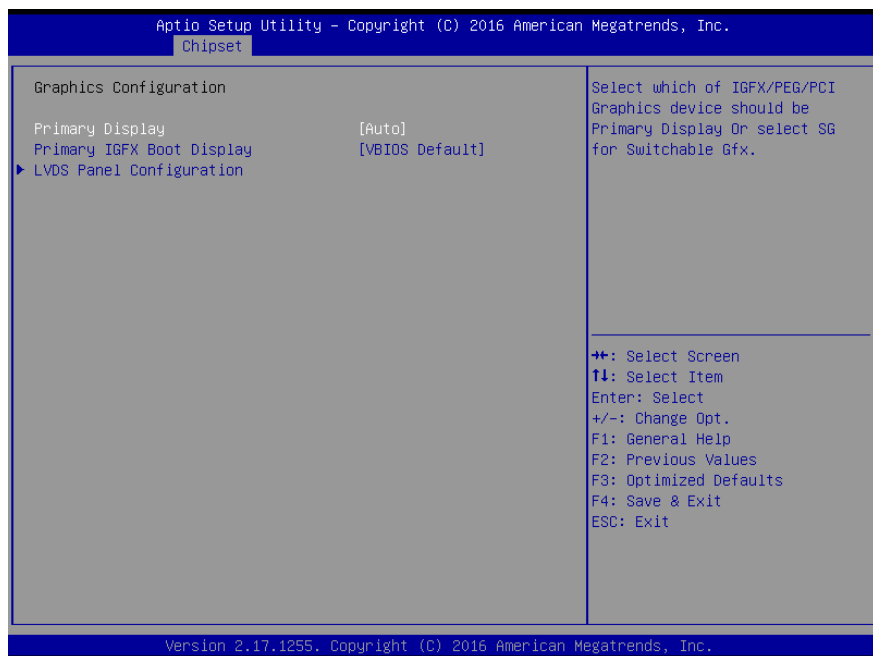 Aptio Setup Utility – Copyright (C) 2016 American Megatrends, Inc.
Chipset
Graphics Configuration
Primary Display [Auto]
Primary IGFX Boot Display [VBIOS Default]
▶ LVDS Panel Configuration
Select which of IGFX/PEG/PCI
Graphics device should be
Primary Display Or select SG
for Switchable Gfx.
→←: Select Screen
↑↓: Select Item
Enter: Select
+/-: Change Opt.
F1: General Help
F2: Previous Values
F3: Optimized Defaults
F4: Save & Exit
ESC: Exit
Version 2.17.1255. Copyright (C) 2016 American Megatrends, Inc.